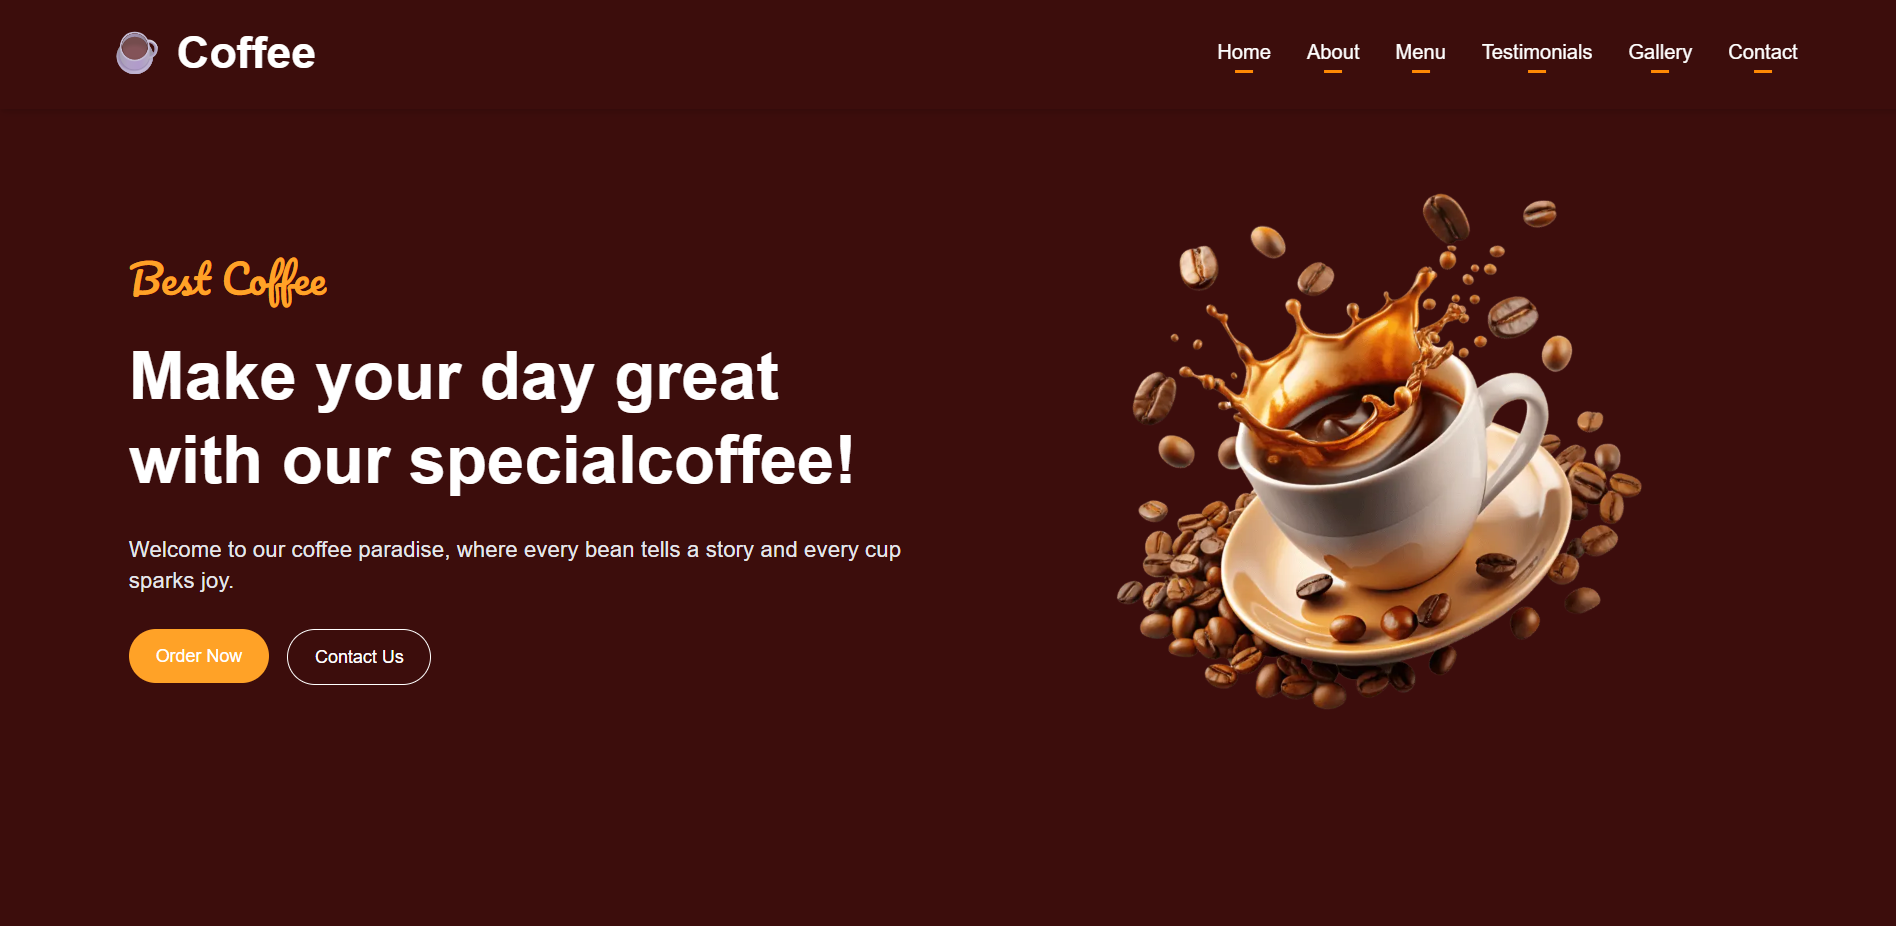 Coffee
Home About Menu Testimonials Gallery Contact
Best Coffee
Make your day great
with our specialcoffee!
Welcome to our coffee paradise, where every bean tells a story and every cup
sparks joy.
Order Now Contact Us